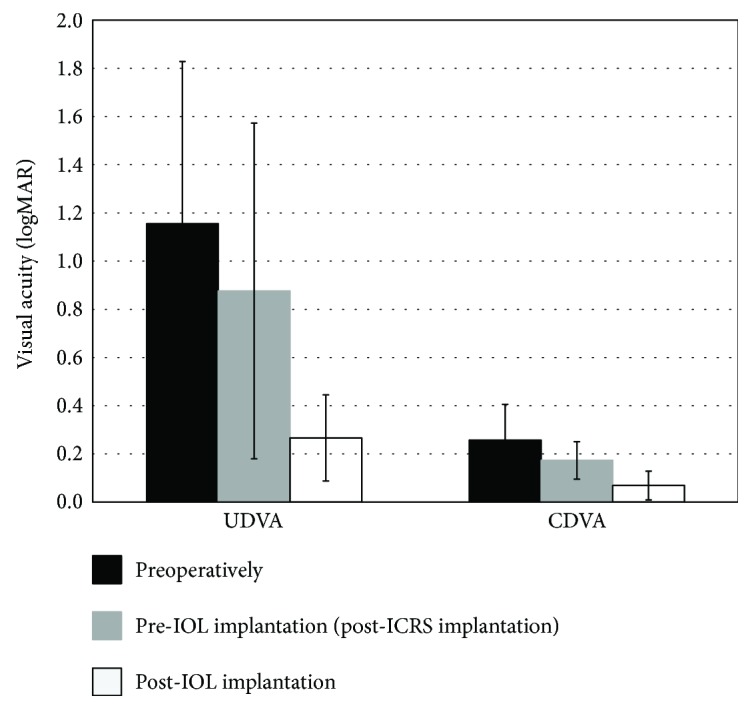 2.0
1.8
1.6
1.4
1.2
1.0
0.8
0.6
0.4
0.2
0.0
Visual acuity (logMAR)
UDVA CDVA
Preoperatively
Pre-IOL implantation (post-ICRS implantation)
Post-IOL implantation